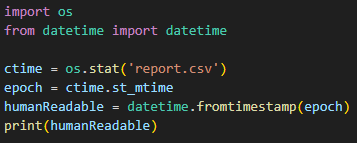 import os
from datetime import datetime

ctime = os.stat('report.csv')
epoch = ctime.st_mtime
humanReadable = datetime.fromtimestamp(epoch)
print(humanReadable)